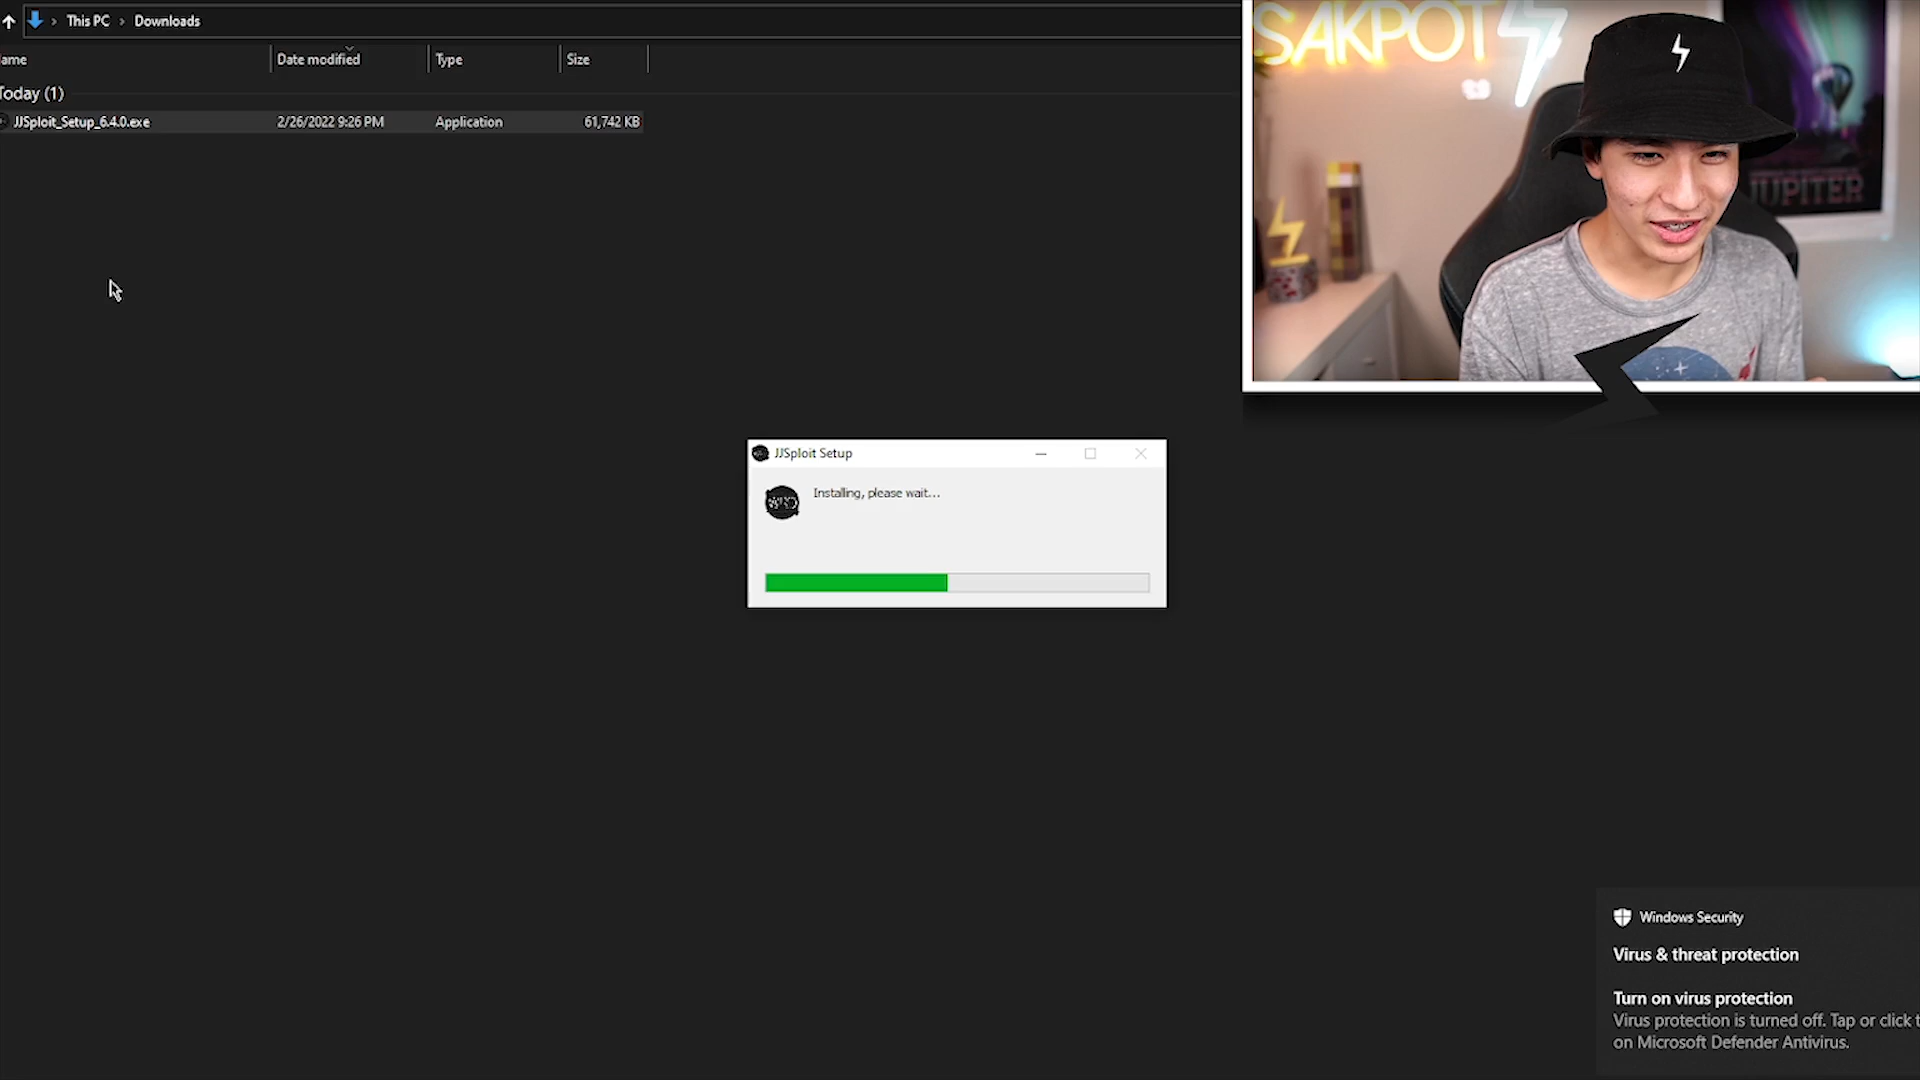 This PC > Downloads
ame Date modified Type Size
Today (1)
JJSploit_Setup_6.4.0.exe 2/26/2022 9:26 PM Application 61,742 KB
SAKPOT
JUPITER
JJSploit Setup
Installing, please wait...
Windows Security
Virus & threat protection
Turn on virus protection
Virus protection is turned off. Tap or click t
on Microsoft Defender Antivirus.